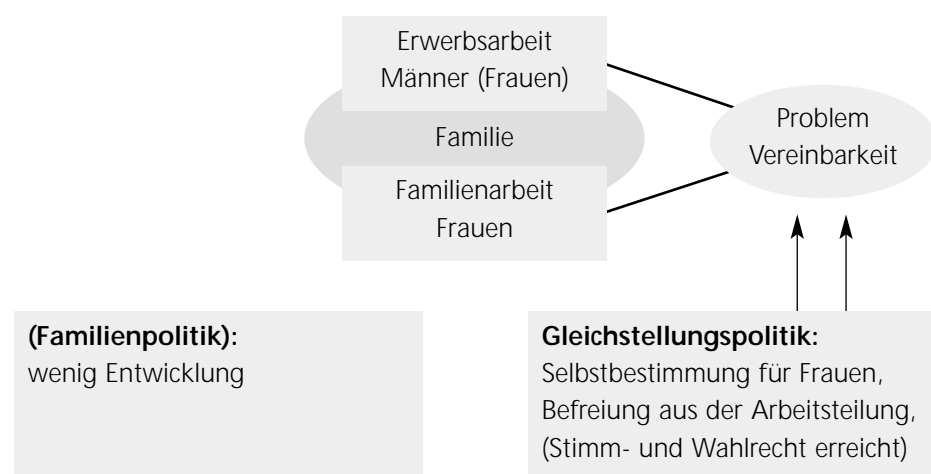 Erwerbsarbeit
Männer (Frauen)
Familie
Familienarbeit
Frauen
Problem
Vereinbarkeit
(Familienpolitik):
wenig Entwicklung
Gleichstellungspolitik:
Selbstbestimmung für Frauen,
Befreiung aus der Arbeitsteilung,
(Stimm- und Wahlrecht erreicht)